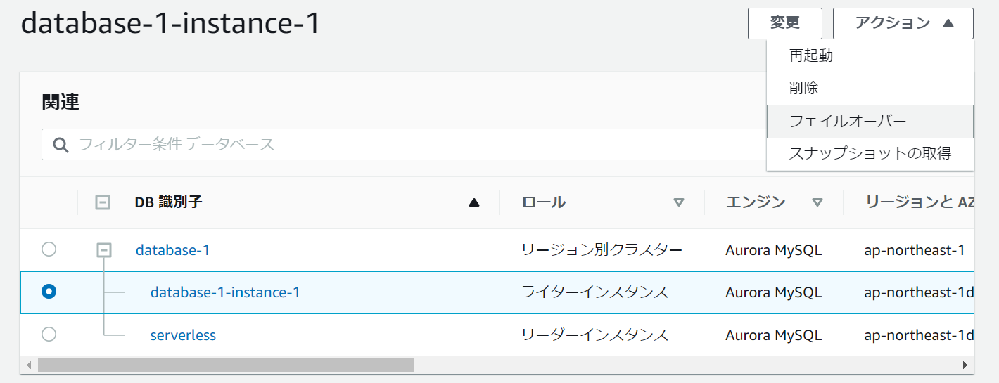 database-1-instance-1
変更
アクション
再起動
削除
フェイルオーバー
スナップショットの取得
関連
フィルター条件 データベース
DB 識別子 ロール エンジン リージョンと AZ
database-1 リージョン別クラスター Aurora MySQL ap-northeast-1
database-1-instance-1 ライターインスタンス Aurora MySQL ap-northeast-1d
serverless リーダーインスタンス Aurora MySQL ap-northeast-1d